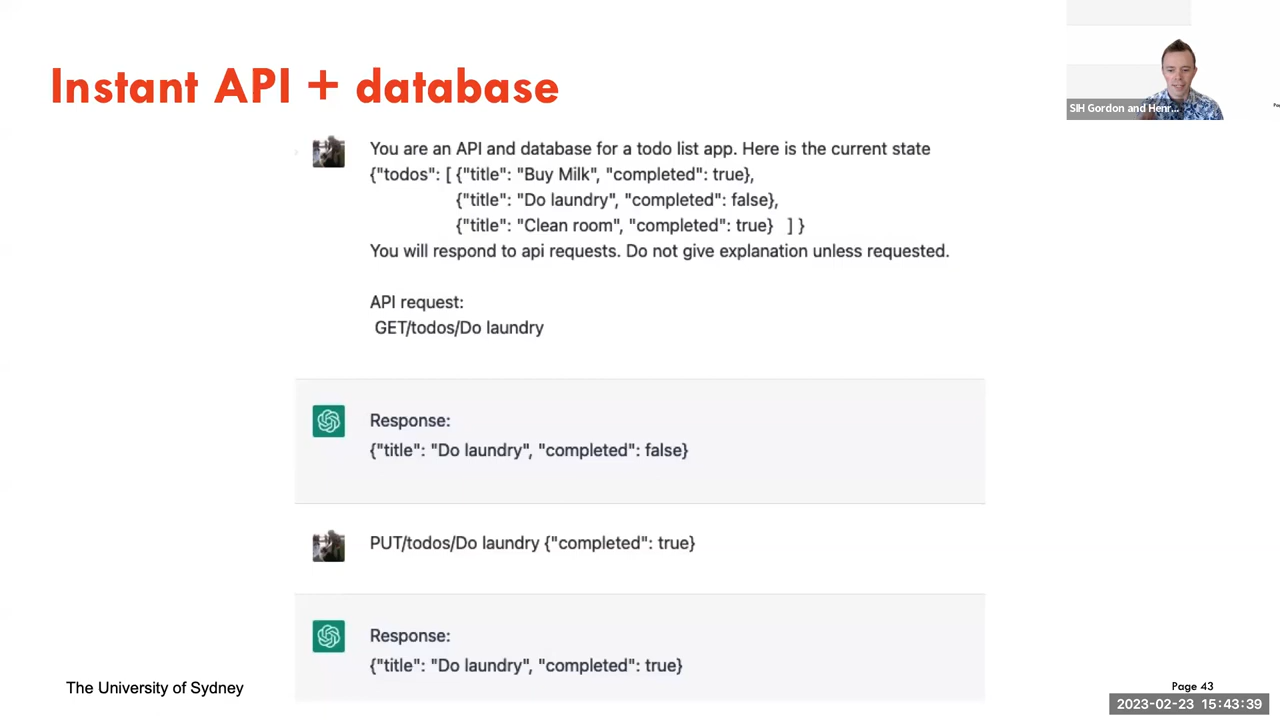 Instant API + database
SIH Gordon and Henr...
You are an API and database for a todo list app. Here is the current state
{"todos": [ {"title": "Buy Milk", "completed": true},
{"title": "Do laundry", "completed": false},
{"title": "Clean room", "completed": true} ] }
You will respond to api requests. Do not give explanation unless requested.
API request:
GET/todos/Do laundry
Response:
{"title": "Do laundry", "completed": false}
PUT/todos/Do laundry {"completed": true}
Response:
{"title": "Do laundry", "completed": true}
The University of Sydney
Page 43
2023-02-23 15:43:39